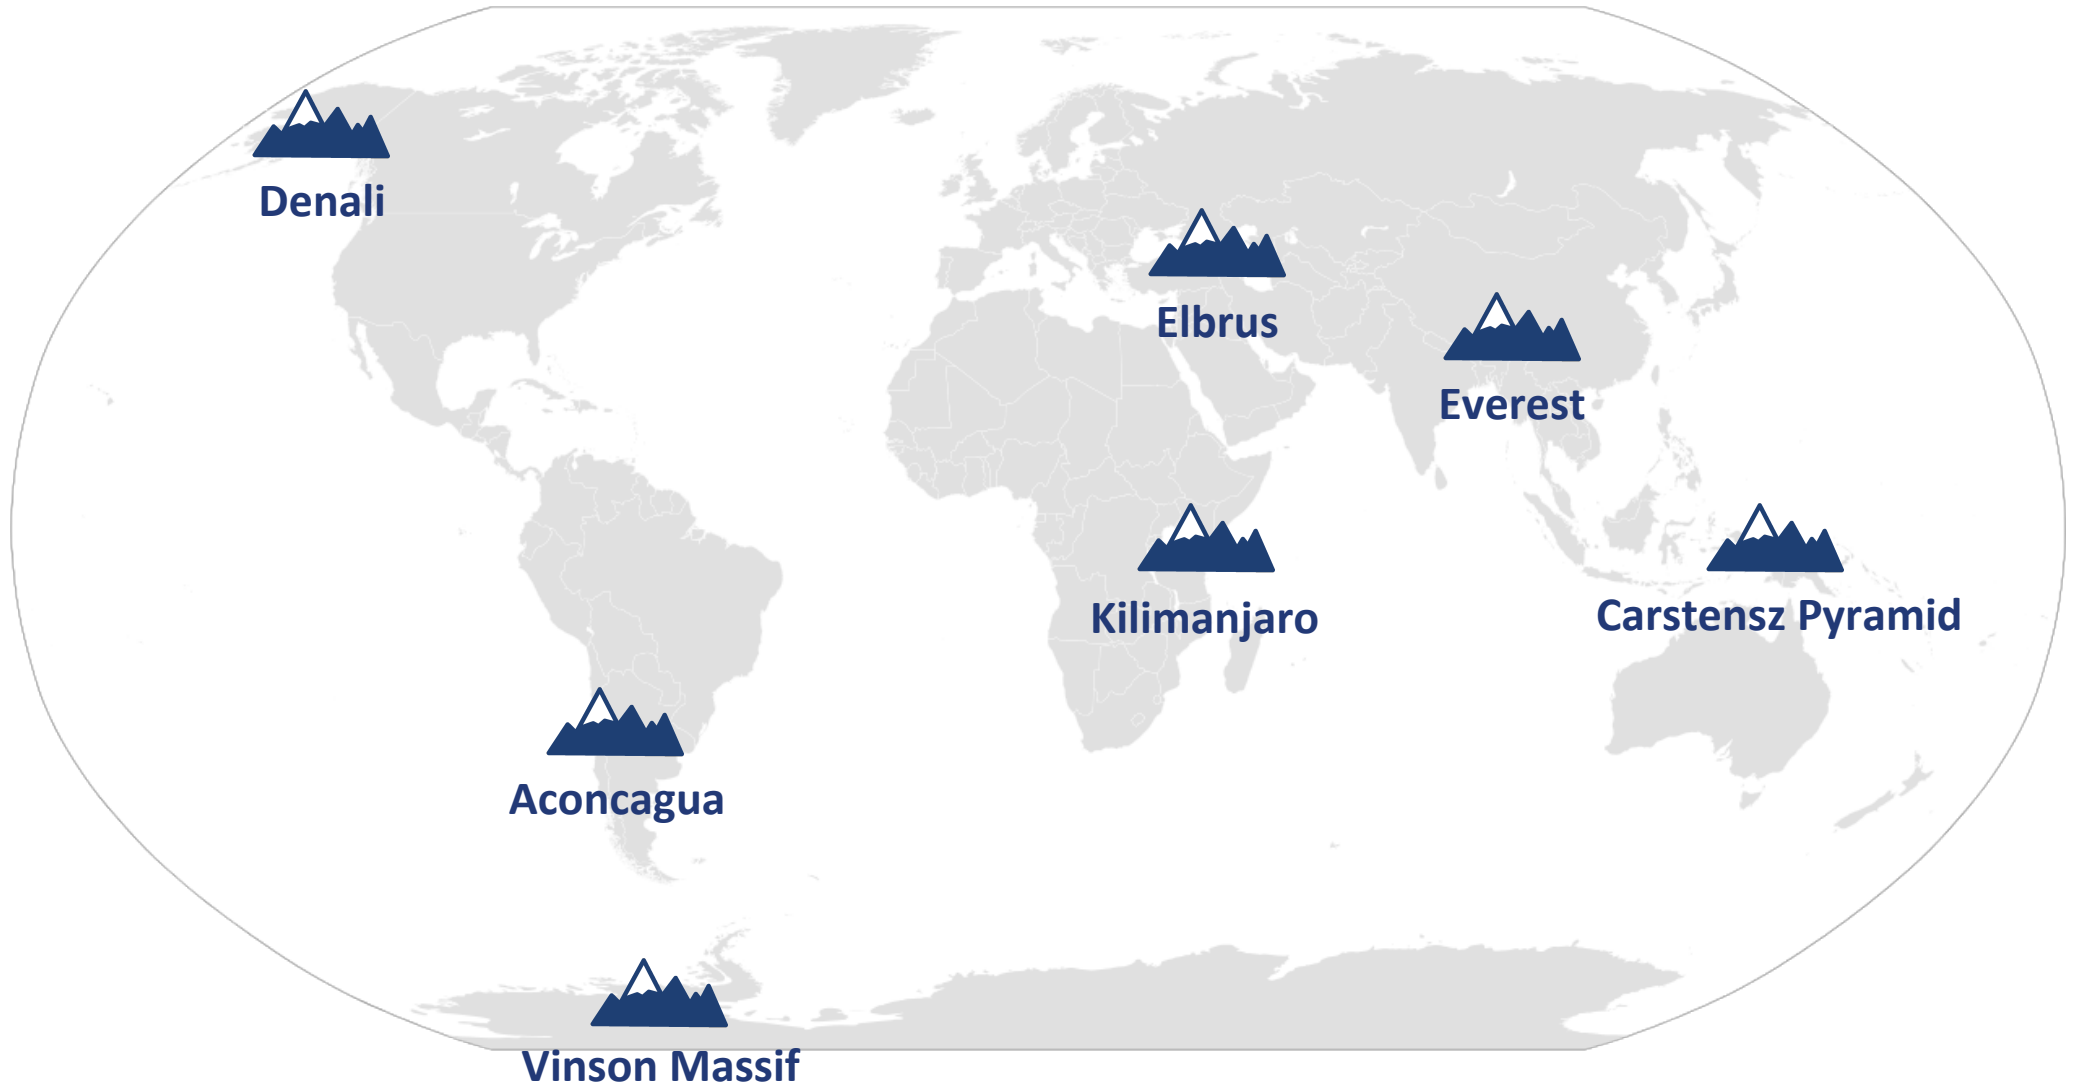 Denali
Elbrus
Everest
Kilimanjaro
Carstensz Pyramid
Aconcagua
Vinson Massif